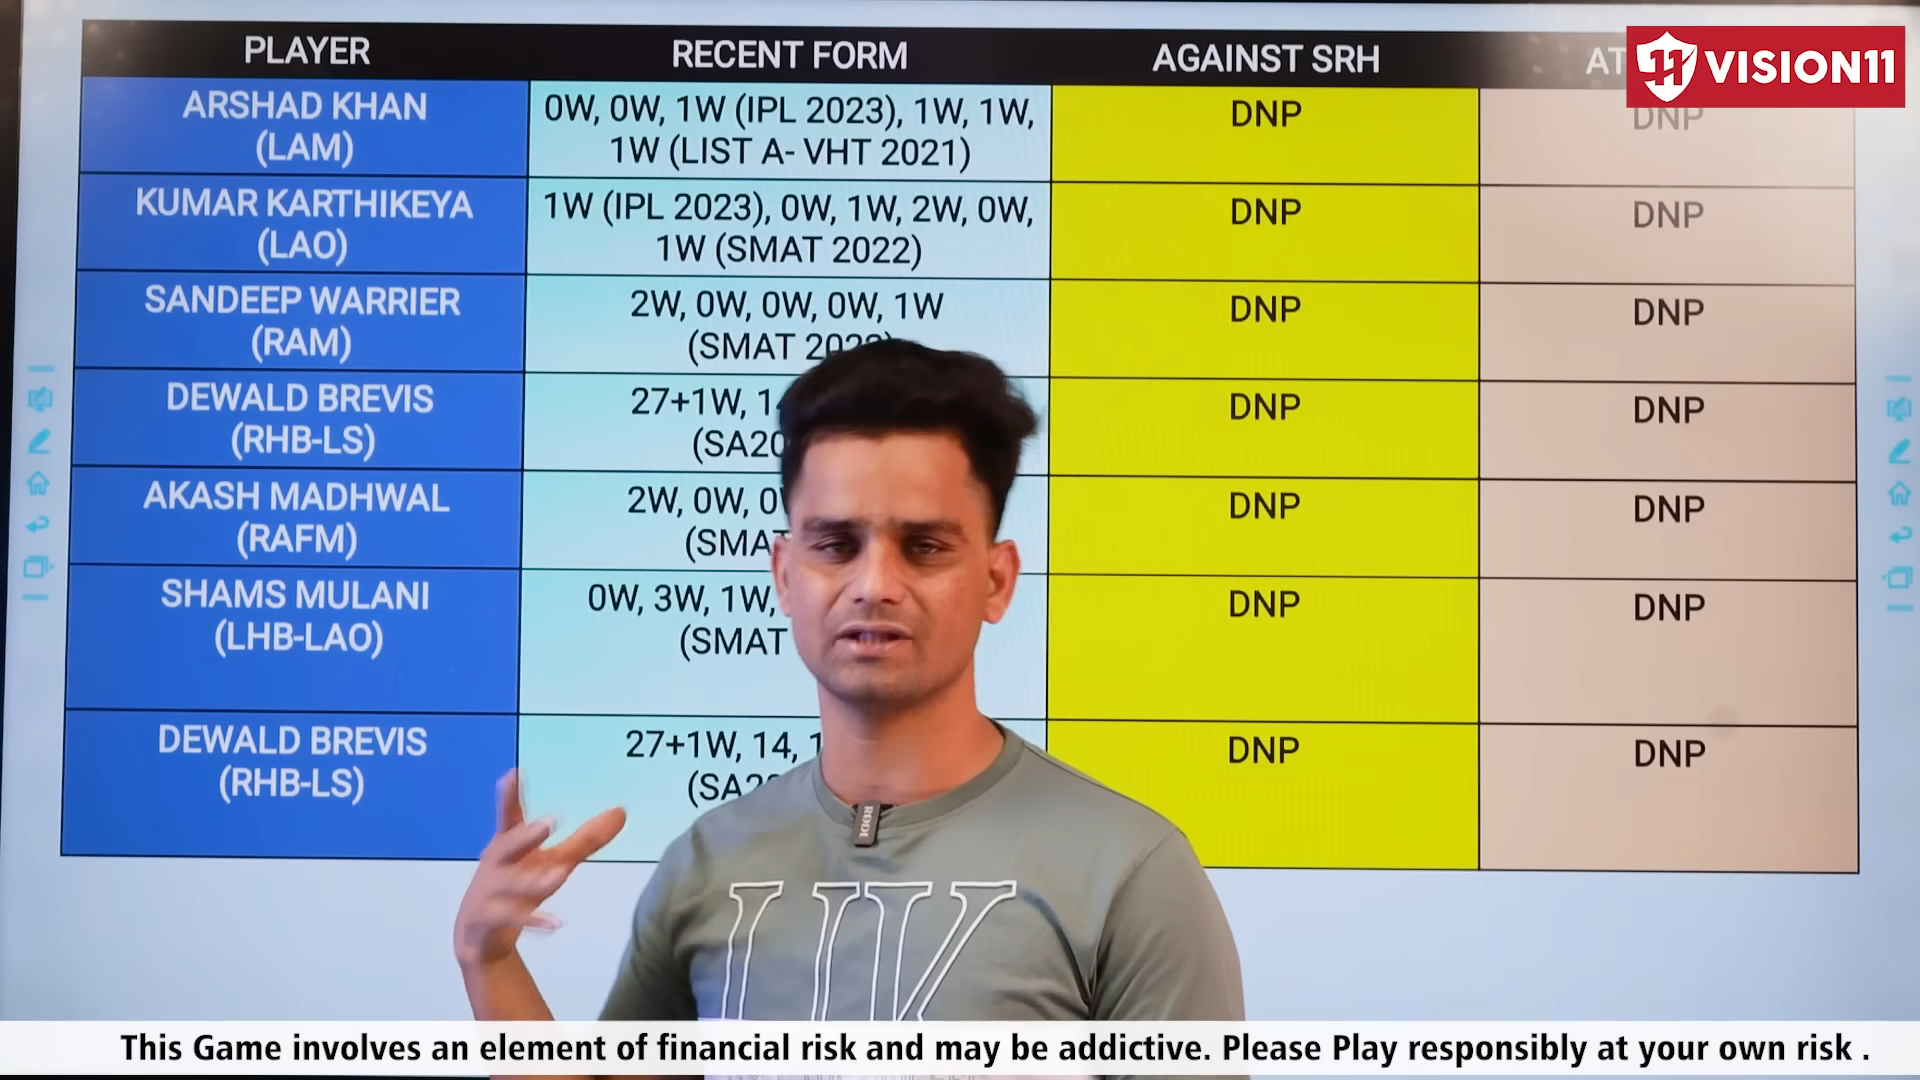 PLAYER
RECENT FORM
AGAINST SRH
AT
VISION11
ARSHAD KHAN
(LAM)
0W, 0W, 1W (IPL 2023), 1W, 1W,
1W (LIST A- VHT 2021)
DNP
DNP
KUMAR KARTHIKEYA
(LAO)
1W (IPL 2023), 0W, 1W, 2W, 0W,
1W (SMAT 2022)
DNP
DNP
SANDEEP WARRIER
(RAM)
2W, 0W, 0W, 0W, 1W
(SMAT
DNP
DNP
DEWALD BREVIS
(RHB-LS)
27+1W,
(SA20
DNP
DNP
AKASH MADHWAL
(RAFM)
2W, 0W,
DNP
DNP
SHAMS MULANI
(LHB-LAO)
0W, 3W, 1W,
(SMAT
DNP
DNP
DEWALD BREVIS
(RHB-LS)
27+1W, 14,
DNP
DNP
RØDE
This Game involves an element of financial risk and may be addictive. Please Play responsibly at your own risk .